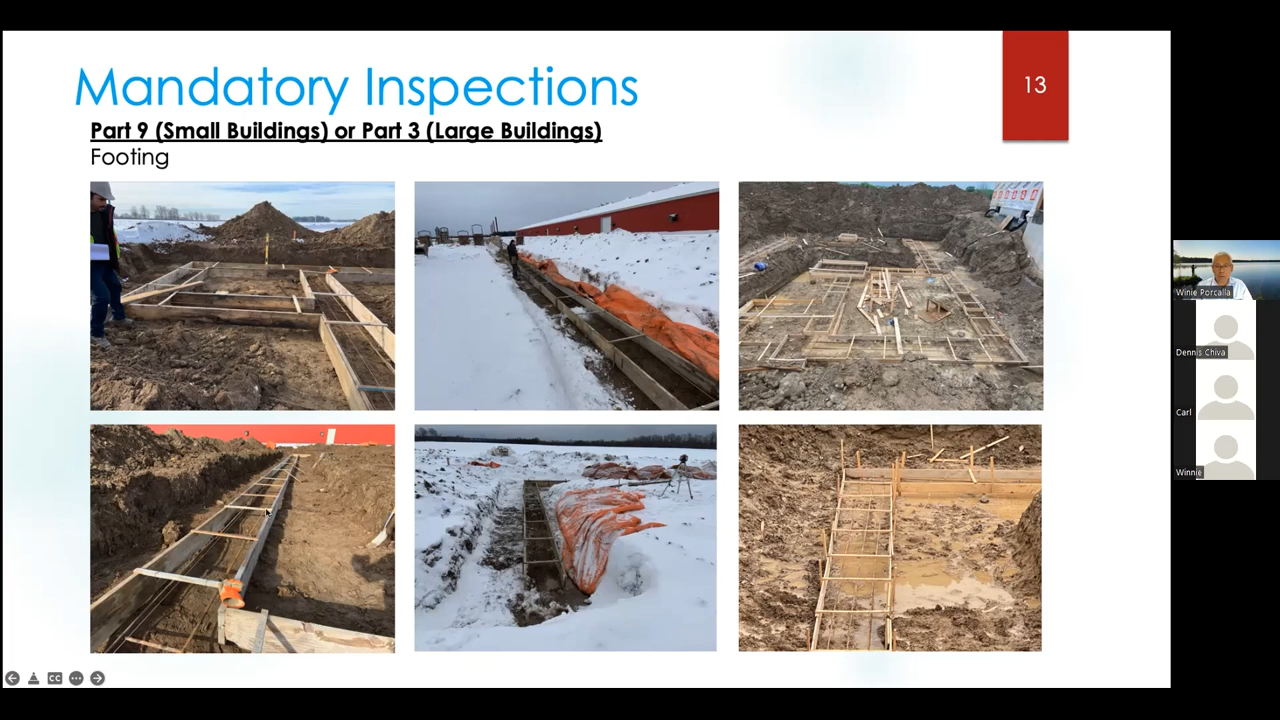 Mandatory Inspections
13
Part 9 (Small Buildings) or Part 3 (Large Buildings)
Footing
Winie Porcalla
Dennis Chiva
Carl
Winnie
CC